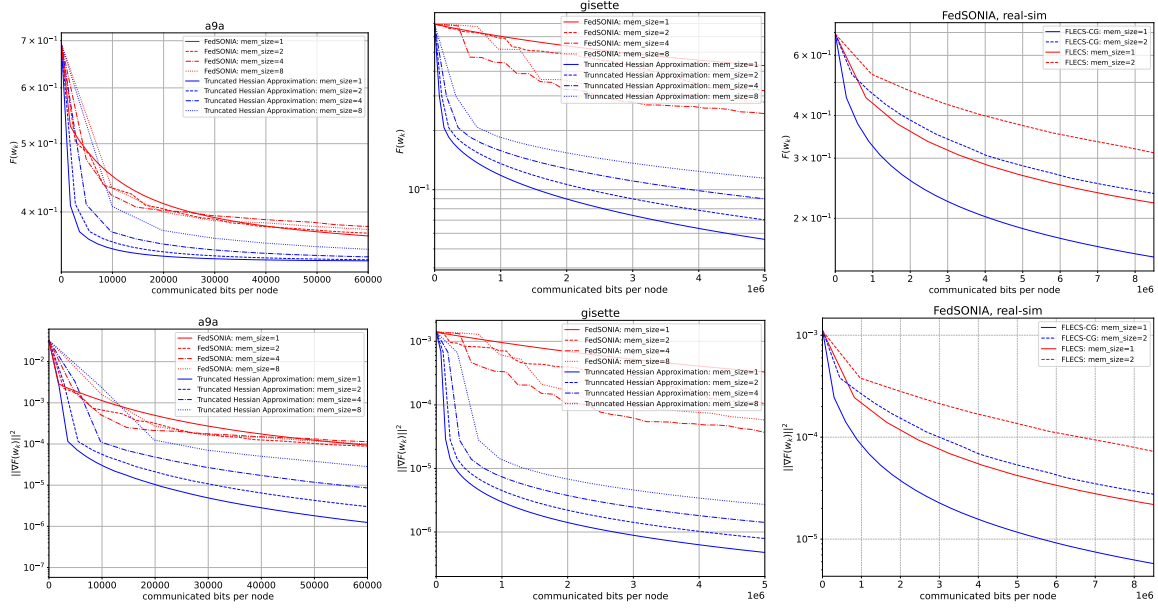 a9a
7 × 10⁻¹
6 × 10⁻¹
5 × 10⁻¹
4 × 10⁻¹
F(w_k)
FedSONIA: mem_size=1
FedSONIA: mem_size=2
FedSONIA: mem_size=4
FedSONIA: mem_size=8
Truncated Hessian Approximation: mem_size=1
Truncated Hessian Approximation: mem_size=2
Truncated Hessian Approximation: mem_size=4
Truncated Hessian Approximation: mem_size=8
0 10000 20000 30000 40000 50000 60000
communicated bits per node
gisette
10⁻¹
F(w_k)
FedSONIA: mem_size=1
FedSONIA: mem_size=2
FedSONIA: mem_size=4
FedSONIA: mem_size=8
Truncated Hessian Approximation: mem_size=1
Truncated Hessian Approximation: mem_size=2
Truncated Hessian Approximation: mem_size=4
Truncated Hessian Approximation: mem_size=8
0 1 2 3 4 5
communicated bits per node
1e6
FedSONIA, real-sim
6 × 10⁻¹
4 × 10⁻¹
3 × 10⁻¹
2 × 10⁻¹
F(w_k)
FLECS-CG: mem_size=1
FLECS-CG: mem_size=2
FLECS: mem_size=1
FLECS: mem_size=2
0 1 2 3 4 5 6 7 8
communicated bits per node
1e6
a9a
10⁻²
10⁻³
10⁻⁴
10⁻⁵
10⁻⁶
10⁻⁷
||∇F(w_k)||²
FedSONIA: mem_size=1
FedSONIA: mem_size=2
FedSONIA: mem_size=4
FedSONIA: mem_size=8
Truncated Hessian Approximation: mem_size=1
Truncated Hessian Approximation: mem_size=2
Truncated Hessian Approximation: mem_size=4
Truncated Hessian Approximation: mem_size=8
0 10000 20000 30000 40000 50000 60000
communicated bits per node
gisette
10⁻³
10⁻⁴
10⁻⁵
10⁻⁶
||∇F(w_k)||²
FedSONIA: mem_size=1
FedSONIA: mem_size=2
FedSONIA: mem_size=4
FedSONIA: mem_size=8
Trunncated Hessian Approximation: mem_size=1
Truncated Hessian Approximation: mem_size=2
Truncated Hessian Approximation: mem_size=4
Truncated Hessian Approximation: mem_size=8
0 1 2 3 4 5
communicated bits per node
1e6
FedSONIA, real-sim
10⁻³
10⁻⁴
10⁻⁵
||∇F(w_k)||²
FLECS-CG: mem_size=1
FLECS-CG: mem_size=2
FLECS: mem_size=1
FLECS: mem_size=2
0 1 2 3 4 5 6 7 8
communicated bits per node
1e6